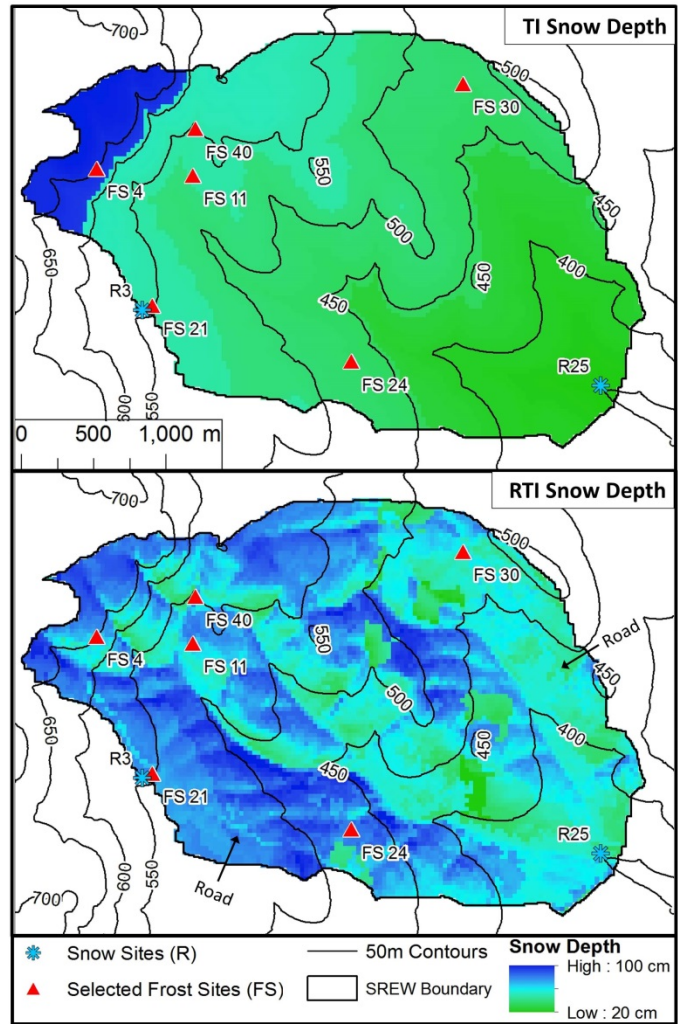 700
TI Snow Depth
500
FS 30
FS 40
550
FS 4
FS 11
450
500
650
400
450
R3
450
FS 21
R25
FS 24
600
550
0 500 1,000 m
700
RTI Snow Depth
500
FS 30
FS 40
Road
550
FS 4
FS 11
450
500
650
400
450
R3
450
FS 21
R25
FS 24
600
550
Road
700
Snow Sites (R)
50m Contours
Snow Depth
High : 100 cm
Selected Frost Sites (FS)
SREW Boundary
Low : 20 cm